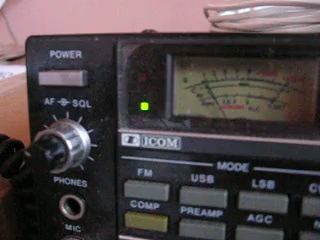 POWER
AF SQL
ICOM
MODE
FM USB LSB
PHONES
COMP PREAMP AGC
MIC